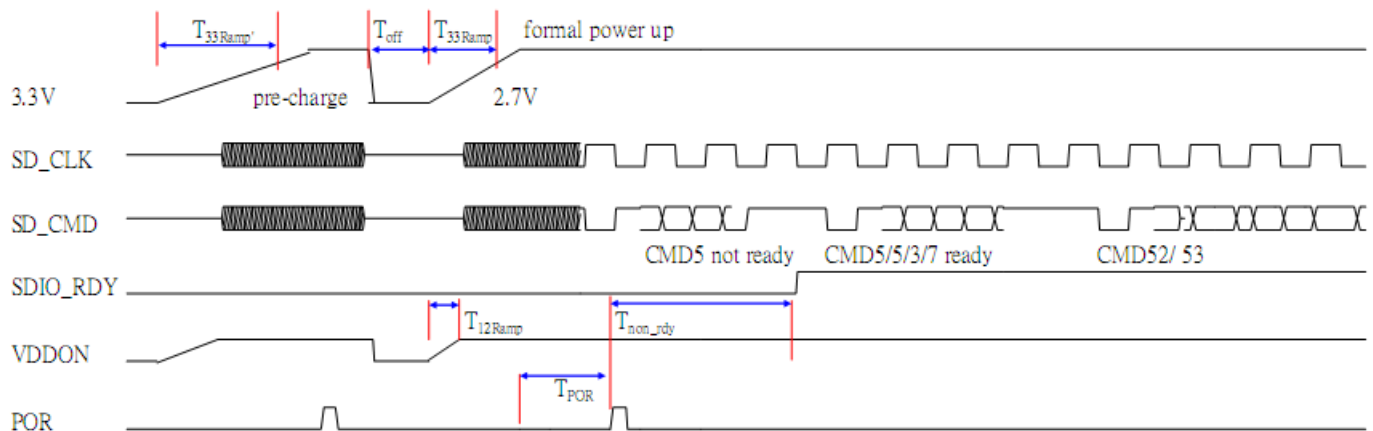 T33Ramp' Toff T33Ramp formal power up
3.3V pre-charge 2.7V
SD_CLK
SD_CMD
CMD5 not ready CMD5/5/3/7 ready CMD52/ 53
SDIO_RDY
T12Ramp Tnon_rdy
VDDON
TPOR
POR